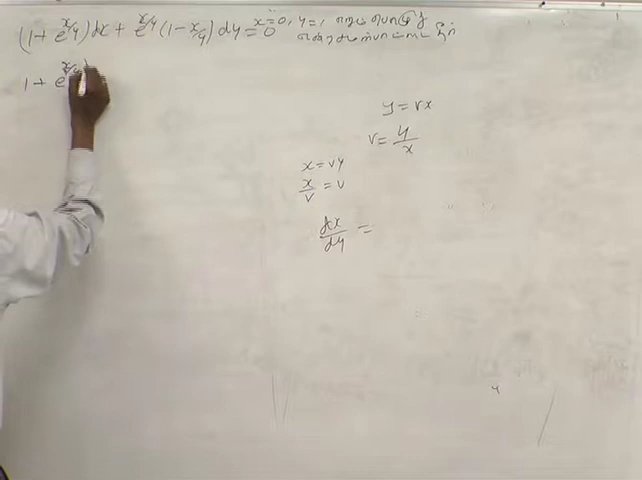 (1 + e^{x/y}) dx + e^{x/y} (1 - x/y) dy = 0 x=0, y=1
1 + e^{x/y}
y = vx
v = y/x
x = vy
x/v = v
dx/dy =